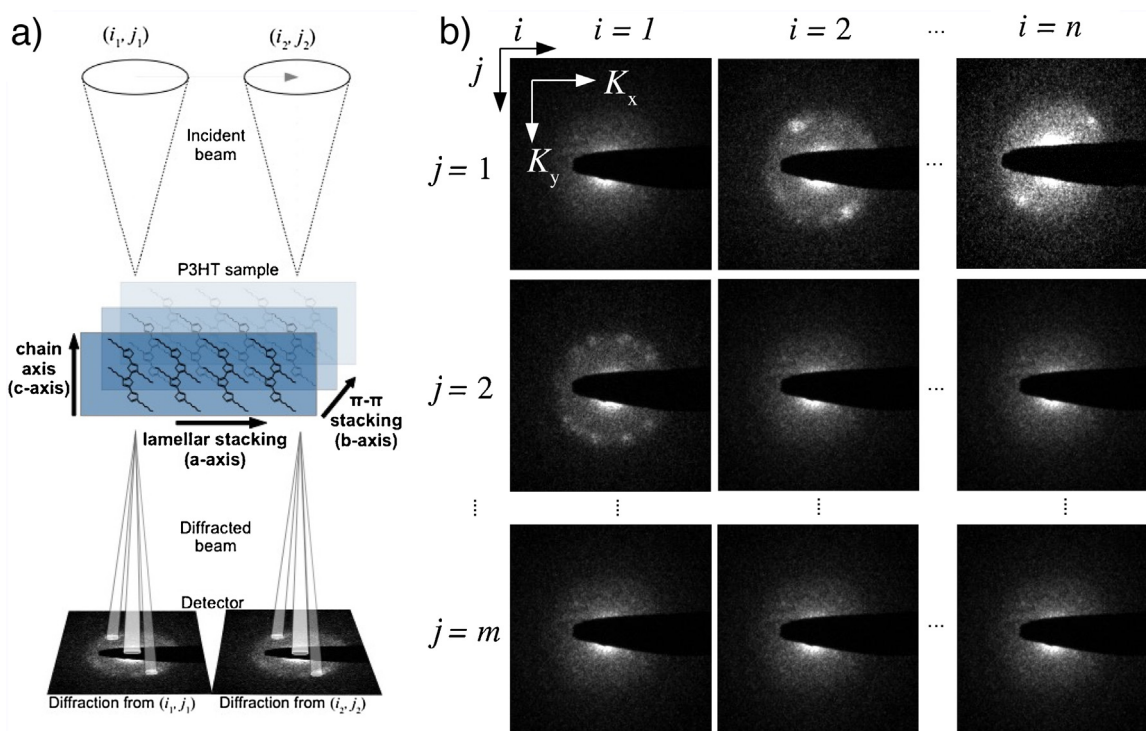 a)
(i₁, j₁)
(i₂, j₂)
Incident
beam
P3HT sample
chain
axis
(c-axis)
π-π
stacking
(b-axis)
lamellar stacking
(a-axis)
Diffracted
beam
Detector
Diffraction from (i₁, j₁)
Diffraction from (i₂, j₂)
b)
i
j
i = 1
i = 2
...
i = n
Kx
Ky
j = 1
...
j = 2
...
...
...
...
...
j = m
...